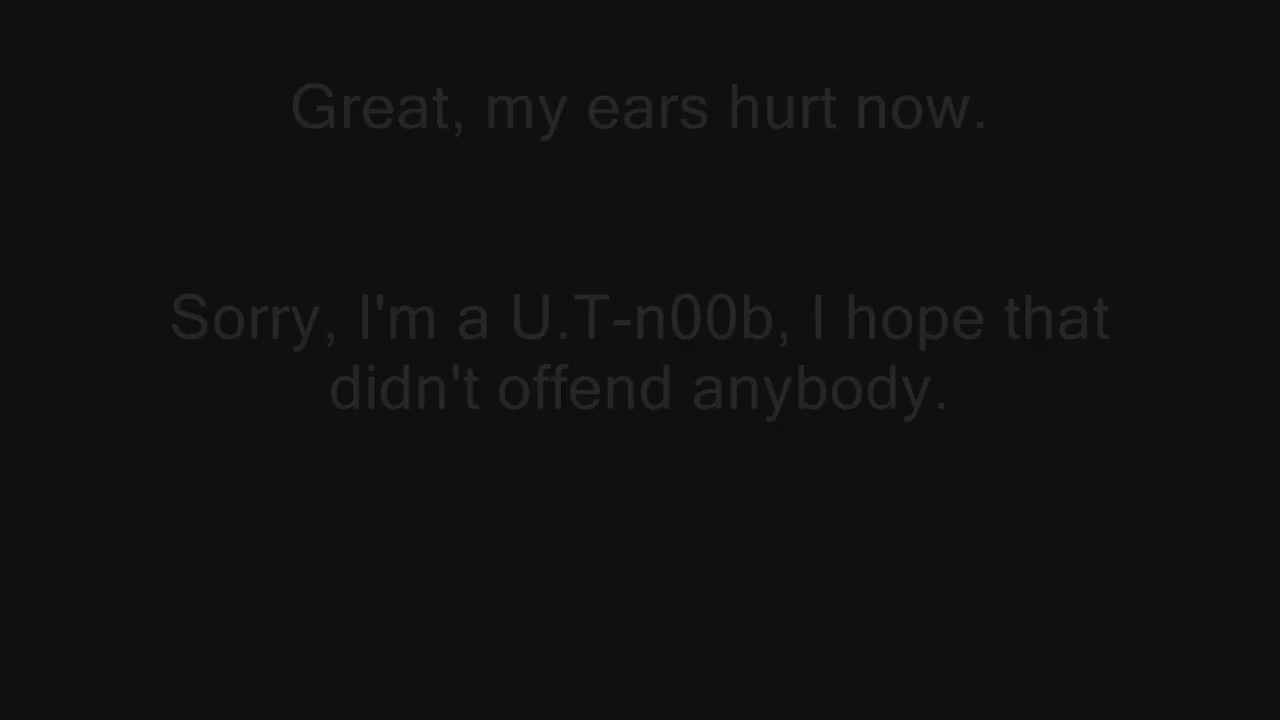 Great, my ears hurt now.
Sorry, I'm a U.T-n00b, I hope that
didn't offend anybody.